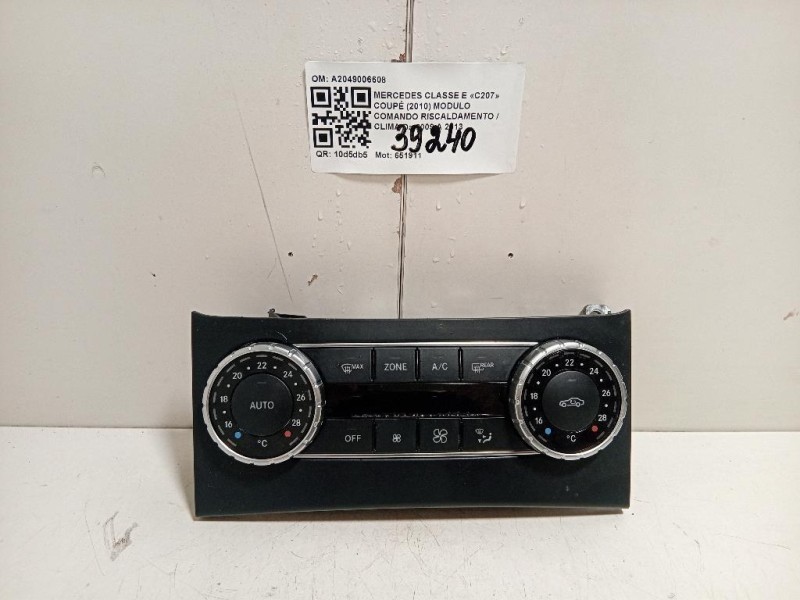 OM: A2049006608
MERCEDES CLASSE E «C207»
COUPÉ (2010) MODULO
COMANDO RISCALDAMENTO /
CLIMA
39240
QR: 10d5db5 Mot: 651911
MAX ZONE A/C REAR
20 22 24
18 26
16 28
AUTO
°C
20 22 24
18 26
16 28
°C
OFF